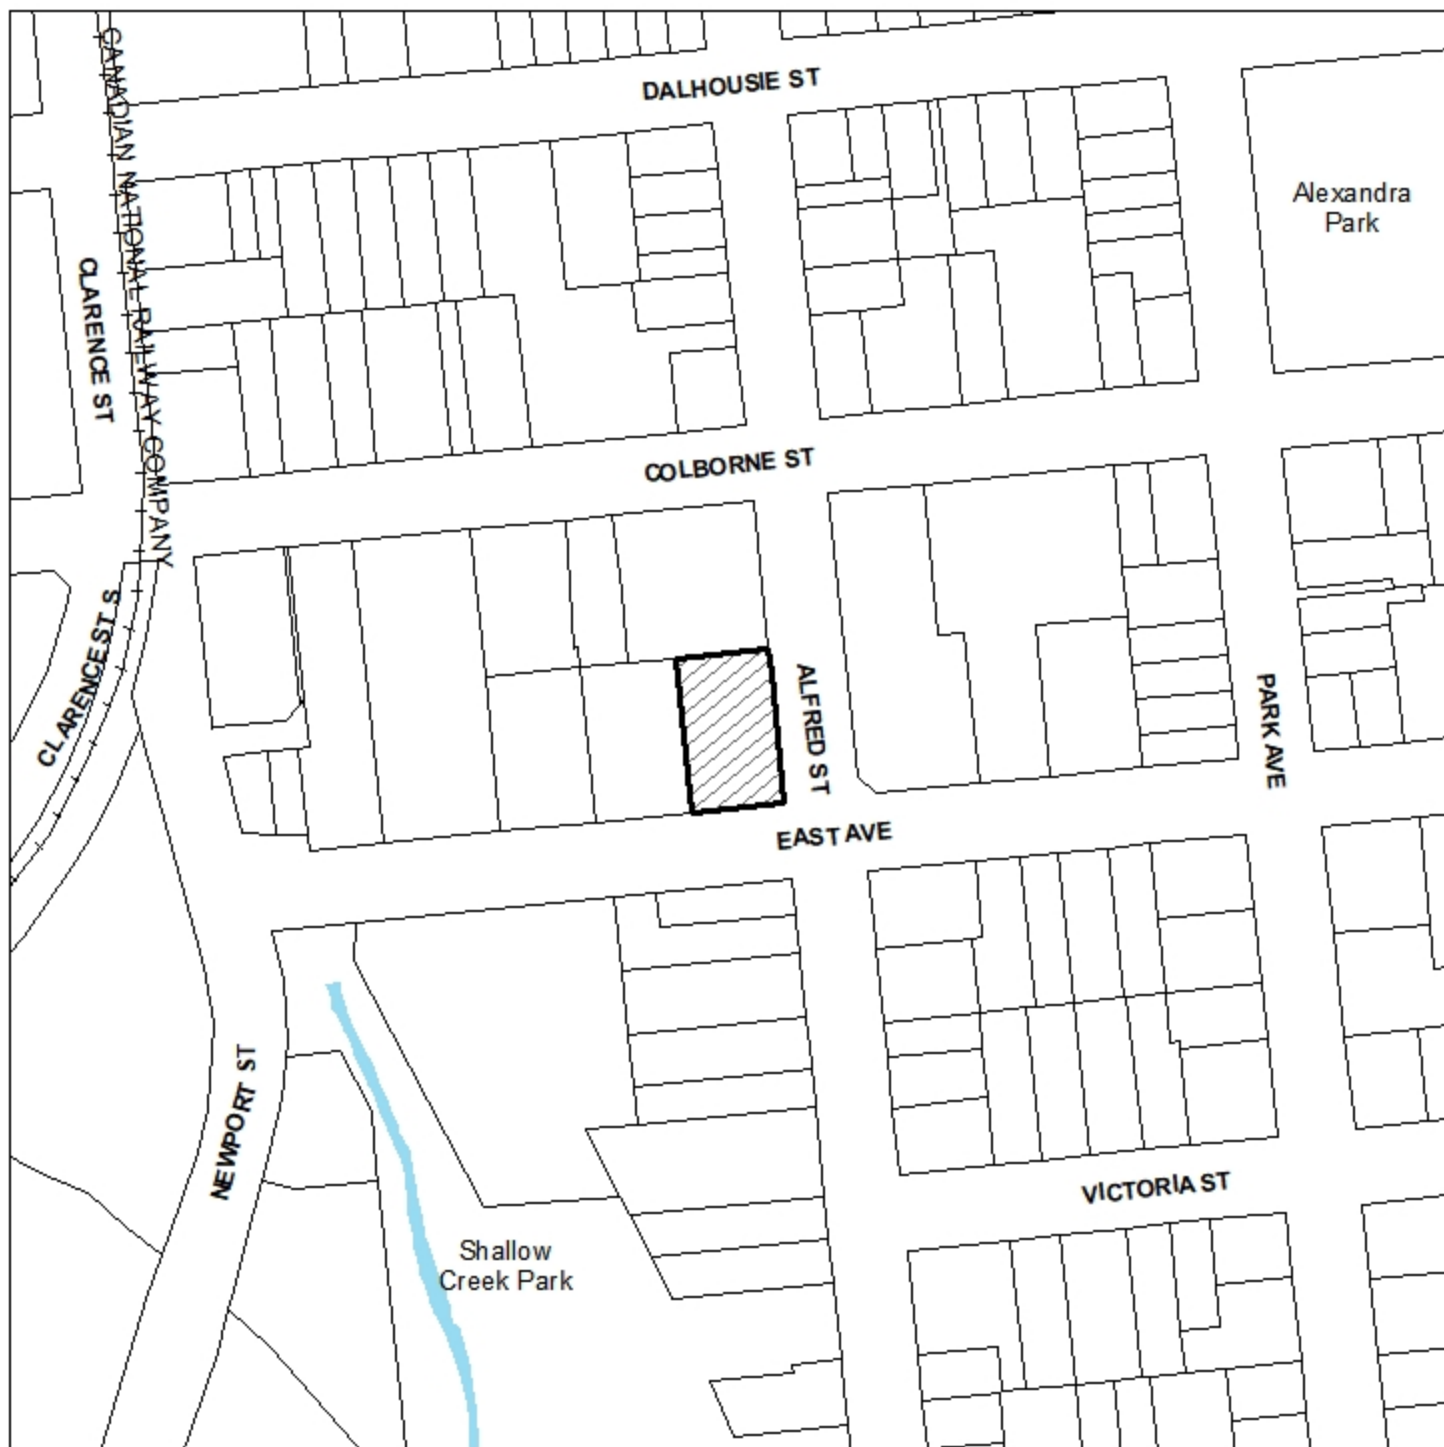 DALHOUSIE ST
CANADIAN NATIONAL RAILWAY COMPANY
Alexandra
Park
CLARENCE ST
COLBORNE ST
CLARENCE ST S
ALFRED ST
PARK AVE
EAST AVE
NEWPORT ST
VICTORIA ST
Shallow
Creek Park